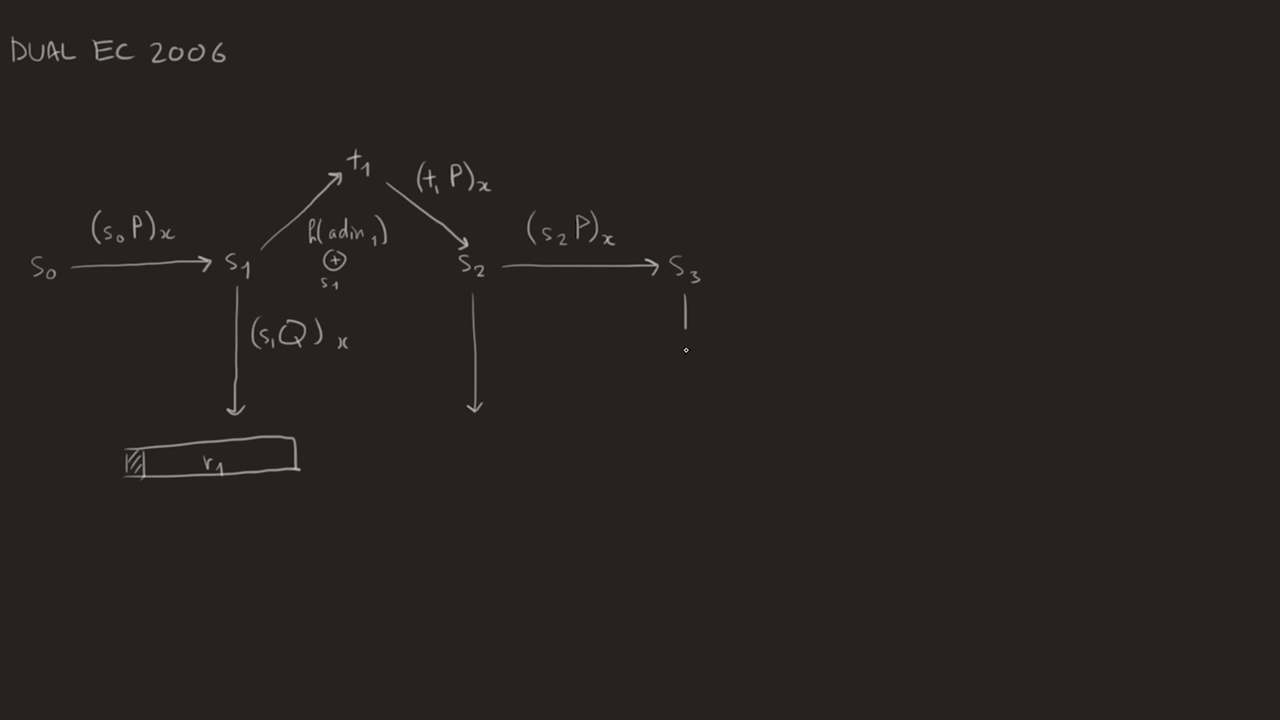 DUAL EC 2006
t₁
(t₁ P)ₓ
(s₀ P)ₓ
h(adin₁)
(s₂ P)ₓ
s₀
s₁
⊕
s₂
s₃
s₁
(s₁ Q)ₓ
r₁